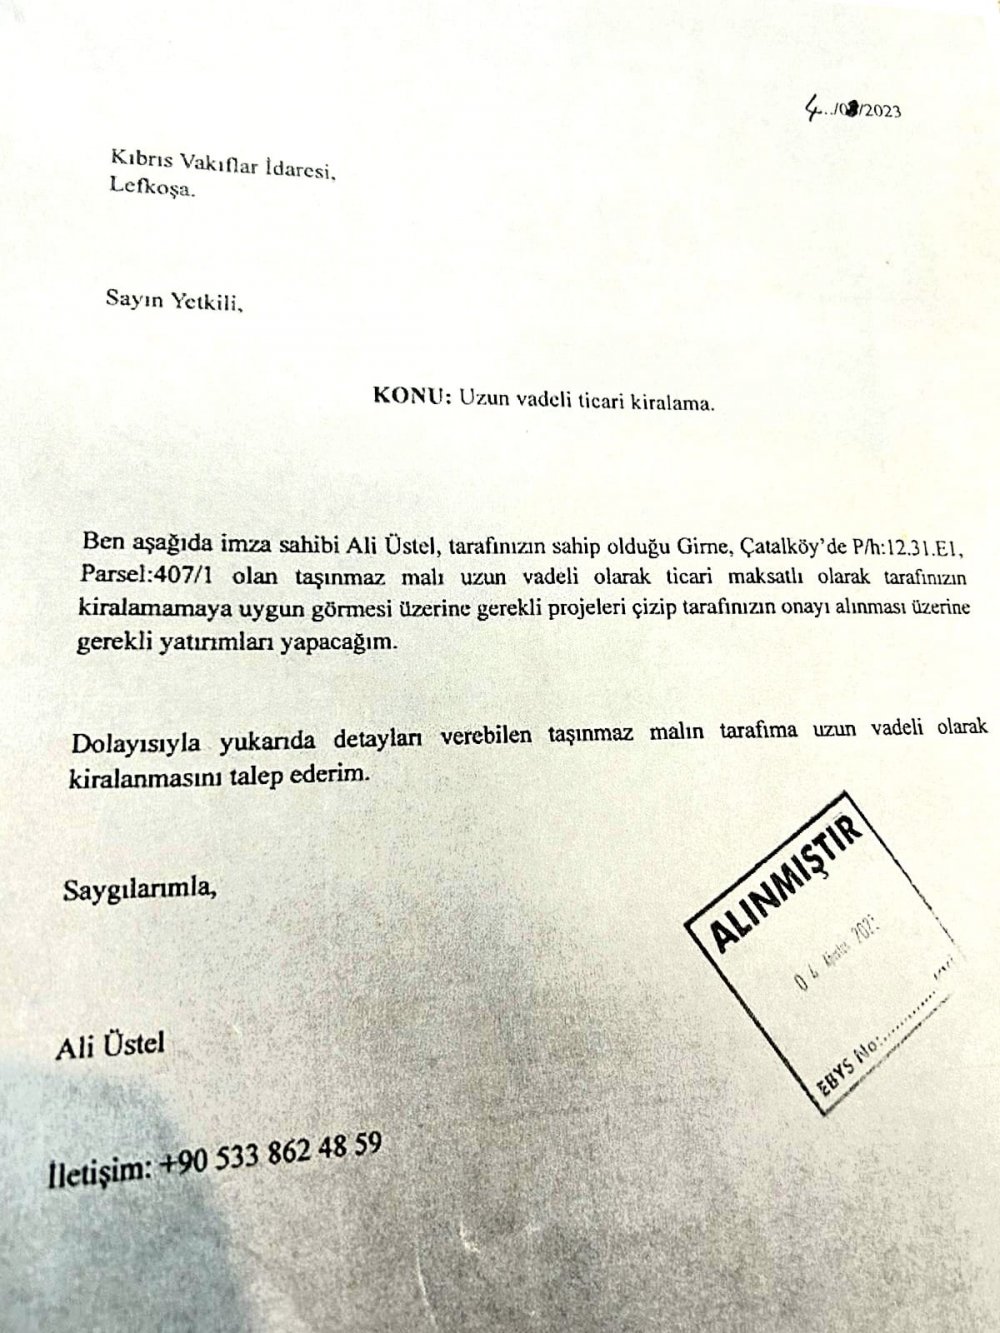 4../08/2023
Kıbrıs Vakıflar İdaresi,
Lefkoşa.
Sayın Yetkili,
KONU: Uzun vadeli ticari kiralama.
Ben aşağıda imza sahibi Ali Üstel, tarafınızın sahip olduğu Girne, Çatalköy'de P/h:12.31.E1,
Parsel:407/1 olan taşınmaz malı uzun vadeli olarak ticari maksatlı olarak tarafınızın
kiralamamaya uygun görmesi üzerine gerekli projeleri çizip tarafınızın onayı alınması üzerine
gerekli yatırımları yapacağım.
Dolayısıyla yukarıda detayları verebilen taşınmaz malın tarafıma uzun vadeli olarak
kiralanmasını talep ederim.
Saygılarımla,
ALINMIŞTIR
04 Ağustos 2023
EBYS No:..........
Ali Üstel
İletişim: +90 533 862 48 59